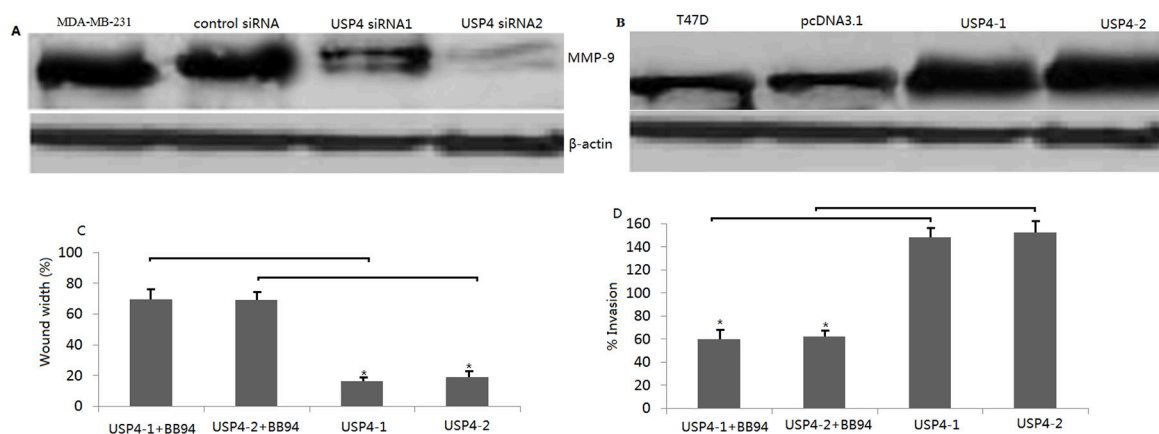 A
MDA-MB-231 control siRNA USP4 siRNA1 USP4 siRNA2
MMP-9
β-actin
B
T47D pcDNA3.1 USP4-1 USP4-2
C
Wound width (%)
100
80
60
40
20
0
* *
USP4-1+BB94 USP4-2+BB94 USP4-1 USP4-2
D
% Invasion
160
140
120
100
80
60
40
20
0
* *
USP4-1+BB94 USP4-2+BB94 USP4-1 USP4-2